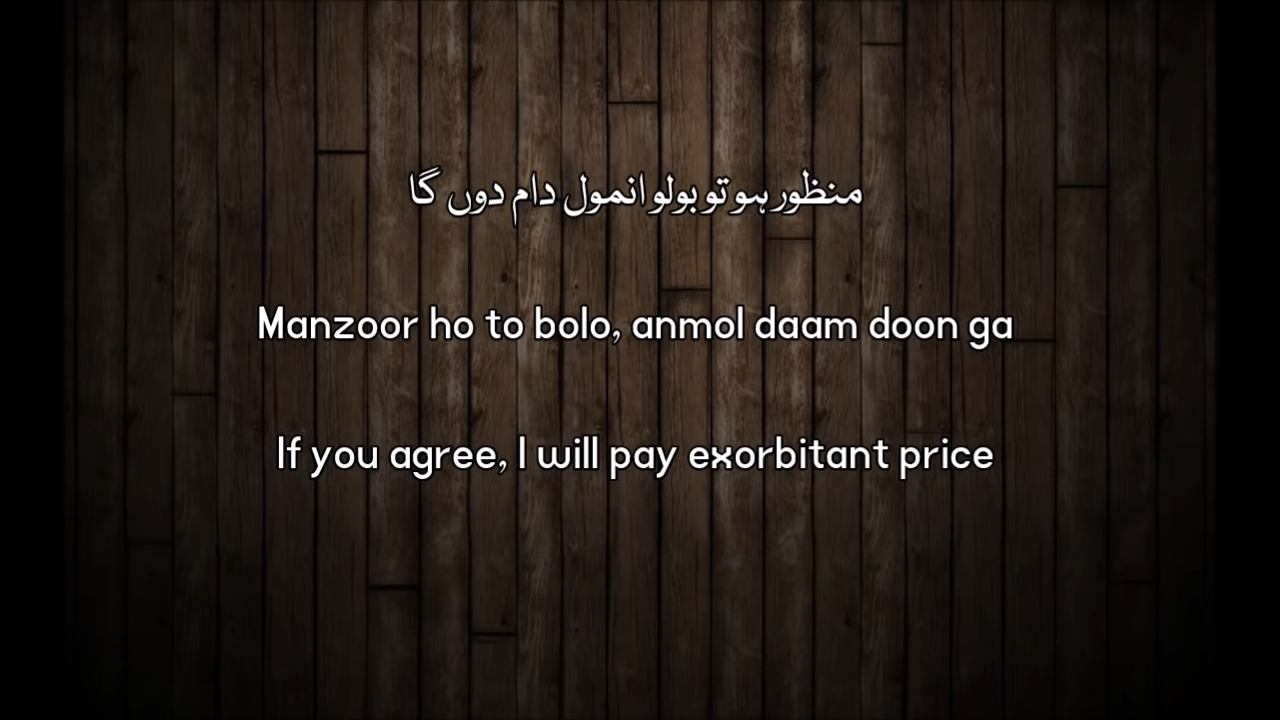 منظور ہو تو بولو انمول دام دوں گا
Manzoor ho to bolo, anmol daam doon ga
If you agree, I will pay exorbitant price